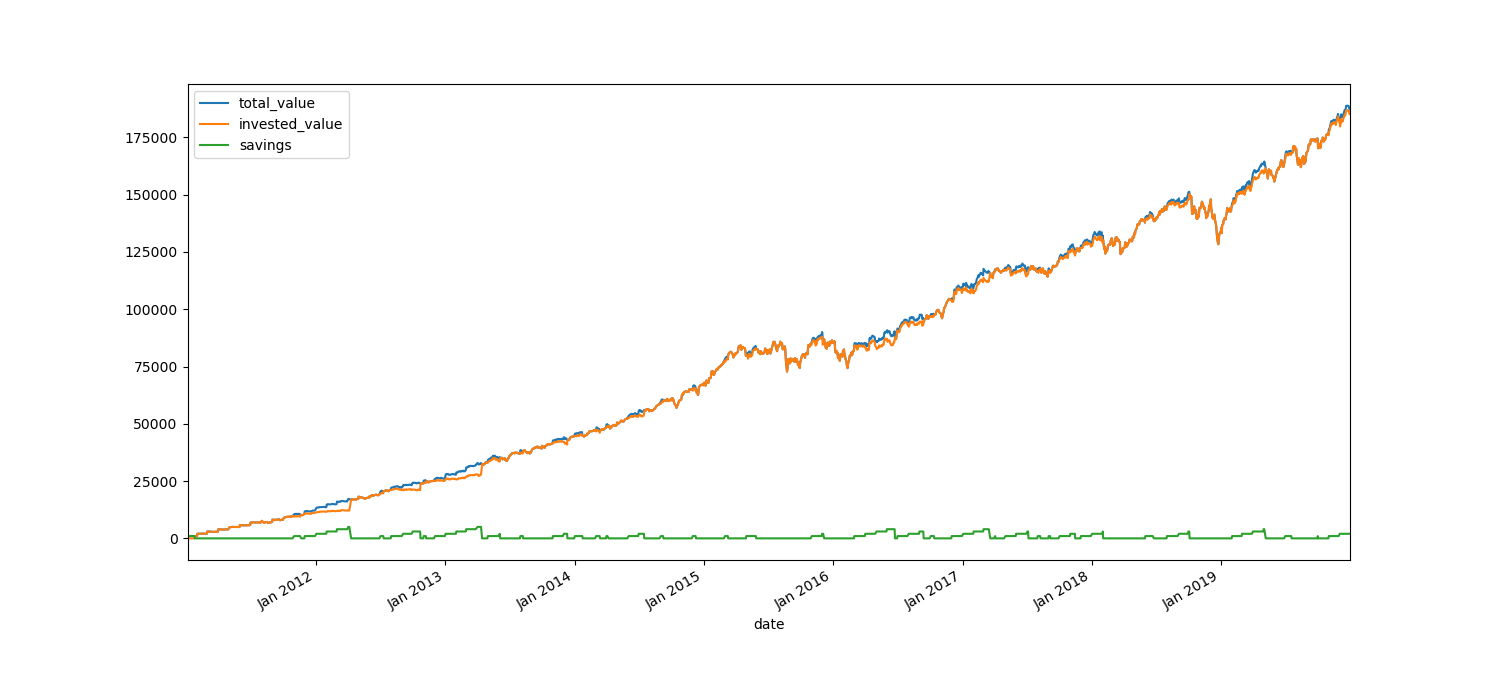 total_value
invested_value
savings
175000
150000
125000
100000
75000
50000
25000
0
Jan 2012
Jan 2013
Jan 2014
Jan 2015
Jan 2016
Jan 2017
Jan 2018
Jan 2019
date